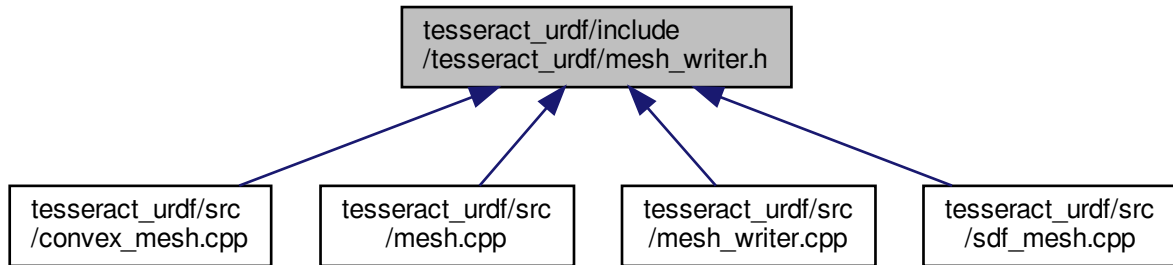 tesseract_urdf/include
/tesseract_urdf/mesh_writer.h
tesseract_urdf/src
/convex_mesh.cpp
tesseract_urdf/src
/mesh.cpp
tesseract_urdf/src
/mesh_writer.cpp
tesseract_urdf/src
/sdf_mesh.cpp